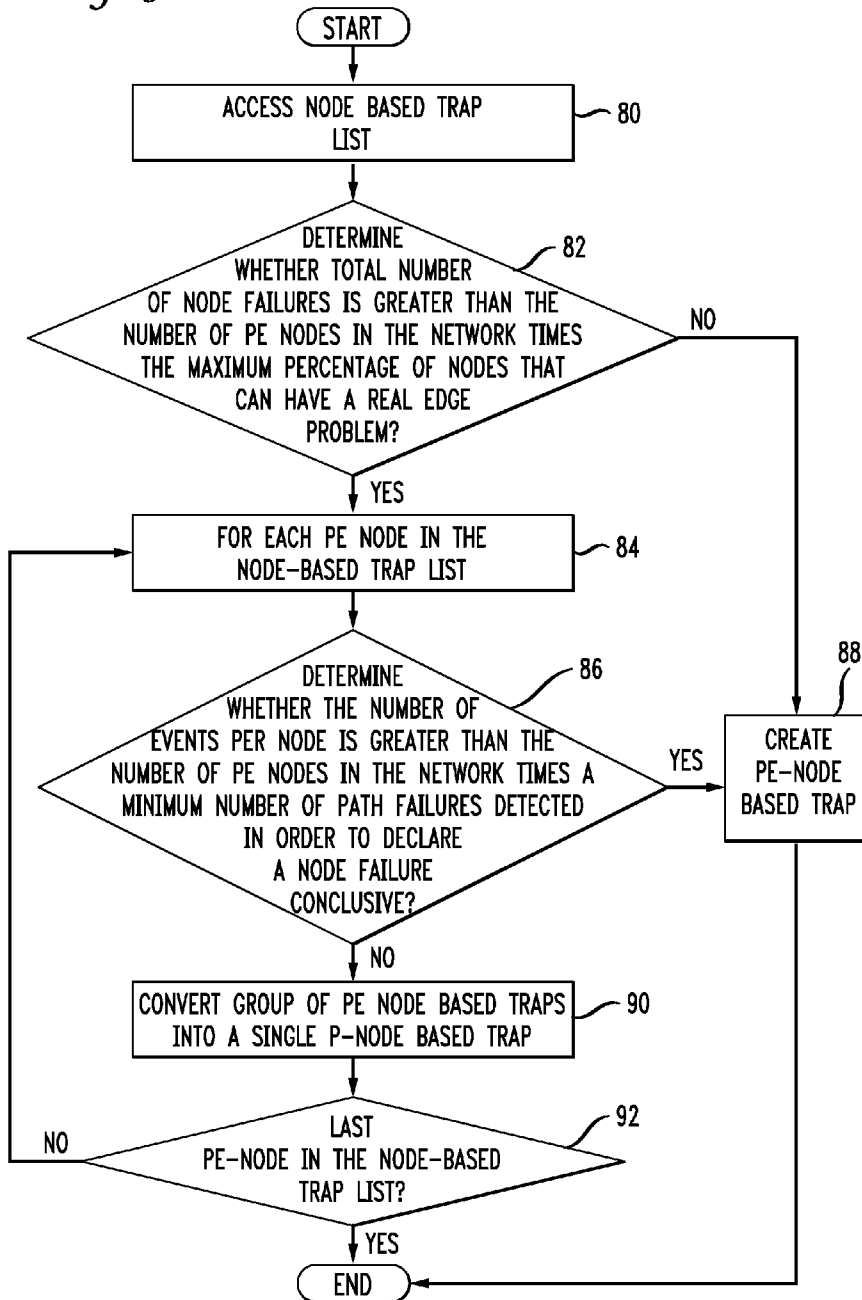 START
ACCESS NODE BASED TRAP
LIST
80
DETERMINE
WHETHER TOTAL NUMBER
OF NODE FAILURES IS GREATER THAN THE
NUMBER OF PE NODES IN THE NETWORK TIMES
THE MAXIMUM PERCENTAGE OF NODES THAT
CAN HAVE A REAL EDGE
PROBLEM?
82
NO
YES
FOR EACH PE NODE IN THE
NODE-BASED TRAP LIST
84
DETERMINE
WHETHER THE NUMBER OF
EVENTS PER NODE IS GREATER THAN THE
NUMBER OF PE NODES IN THE NETWORK TIMES A
MINIMUM NUMBER OF PATH FAILURES DETECTED
IN ORDER TO DECLARE
A NODE FAILURE
CONCLUSIVE?
86
YES
88
CREATE
PE-NODE
BASED TRAP
NO
CONVERT GROUP OF PE NODE BASED TRAPS
INTO A SINGLE P-NODE BASED TRAP
90
LAST
PE-NODE IN THE NODE-BASED
TRAP LIST?
92
NO
YES
END